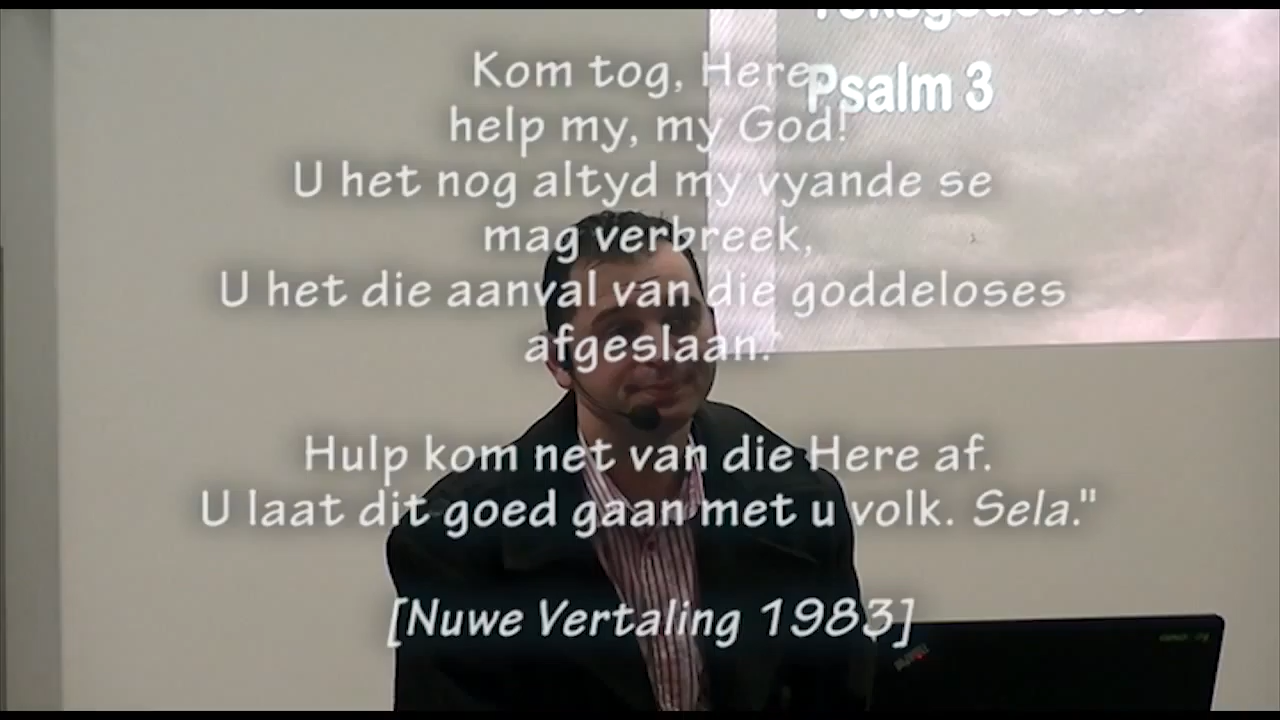 Teksgedeelte:
Psalm 3
Kom tog, Here,
help my, my God!
U het nog altyd my vyande se
mag verbreek,
U het die aanval van die goddeloses
afgeslaan.
Hulp kom net van die Here af.
U laat dit goed gaan met u volk. Sela."
[Nuwe Vertaling 1983]